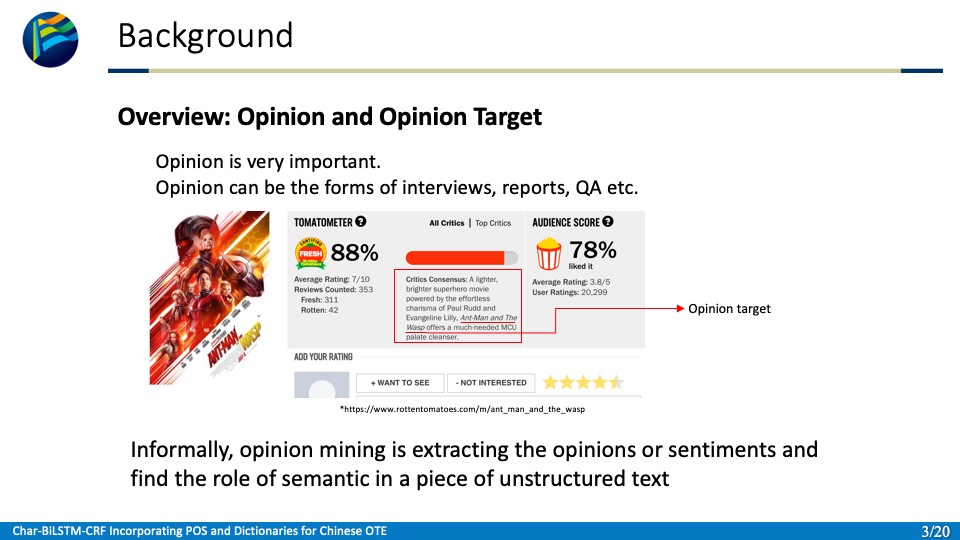 Background
Overview: Opinion and Opinion Target
Opinion is very important.
Opinion can be the forms of interviews, reports, QA etc.
ANT-MAN
AND THE
WASP
TOMATOMETER ?
All Critics | Top Critics
AUDIENCE SCORE ?
CERTIFIED
FRESH
88%
78%
liked it
Average Rating: 7/10
Reviews Counted: 353
Fresh: 311
Rotten: 42
Critics Consensus: A lighter,
brighter superhero movie
powered by the effortless
charisma of Paul Rudd and
Evangeline Lilly, Ant-Man and The
Wasp offers a much-needed MCU
palate cleanser.
Average Rating: 3.8/5
User Ratings: 20,299
Opinion target
ADD YOUR RATING
+ WANT TO SEE
- NOT INTERESTED
*https://www.rottentomatoes.com/m/ant_man_and_the_wasp
Informally, opinion mining is extracting the opinions or sentiments and
find the role of semantic in a piece of unstructured text
Char-BiLSTM-CRF Incorporating POS and Dictionaries for Chinese OTE
3/20